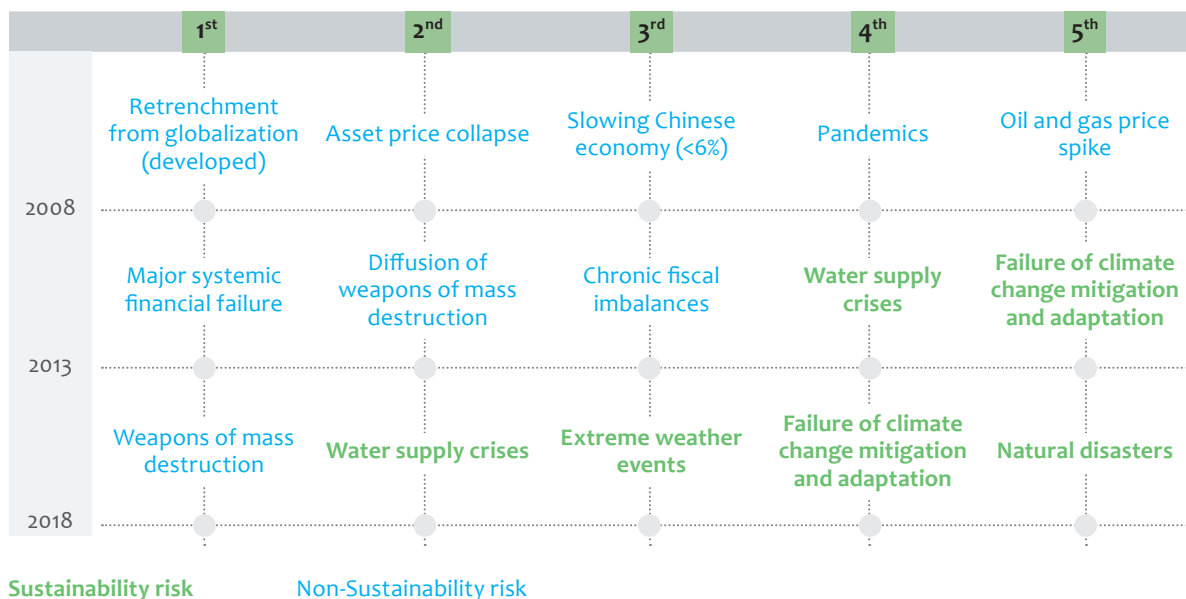 1st
2nd
3rd
4th
5th
Retrenchment
from globalization
(developed)
Asset price collapse
Slowing Chinese
economy (<6%)
Pandemics
Oil and gas price
spike
2008
Major systemic
financial failure
Diffusion of
weapons of mass
destruction
Chronic fiscal
imbalances
Water supply
crises
Failure of climate
change mitigation
and adaptation
2013
Weapons of mass
destruction
Water supply crises
Extreme weather
events
Failure of climate
change mitigation
and adaptation
Natural disasters
2018
Sustainability risk
Non-Sustainability risk